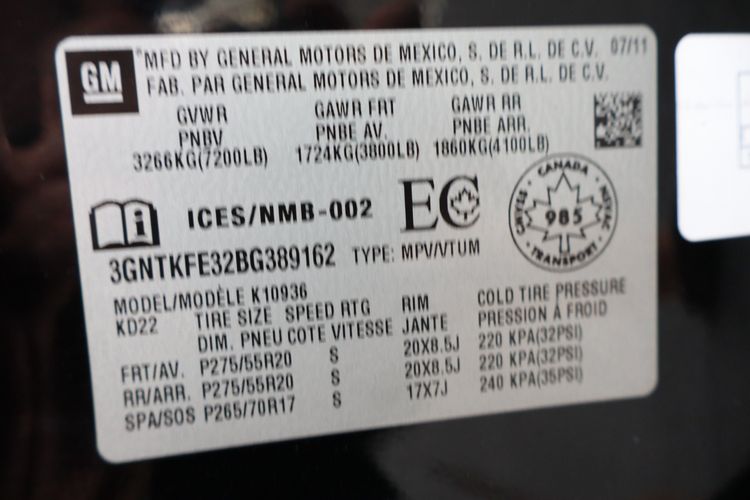 GM
"MFD BY GENERAL MOTORS DE MEXICO, S. DE R.L. DE C.V. 07/11
FAB. PAR GENERAL MOTORS DE MEXICO, S. DE R.L. DE C.V.
GVWR GAWR FRT GAWR RR
PNBV PNBE AV. PNBE ARR.
3266KG(7200LB) 1724KG(3800LB) 1860KG(4100LB)
i ICES/NMB-002 EC
CANADA
985
TRANSPORT
3GNTKFE32BG389162 TYPE: MPV/VTUM
MODEL/MODÈLE K10936
KD22 TIRE SIZE SPEED RTG RIM COLD TIRE PRESSURE
DIM. PNEU COTE VITESSE JANTE PRESSION À FROID
FRT/AV. P275/55R20 S 20X8.5J 220 KPA(32PSI)
RR/ARR. P275/55R20 S 20X8.5J 220 KPA(32PSI)
SPA/SOS P265/70R17 S 17X7J 240 KPA(35PSI)